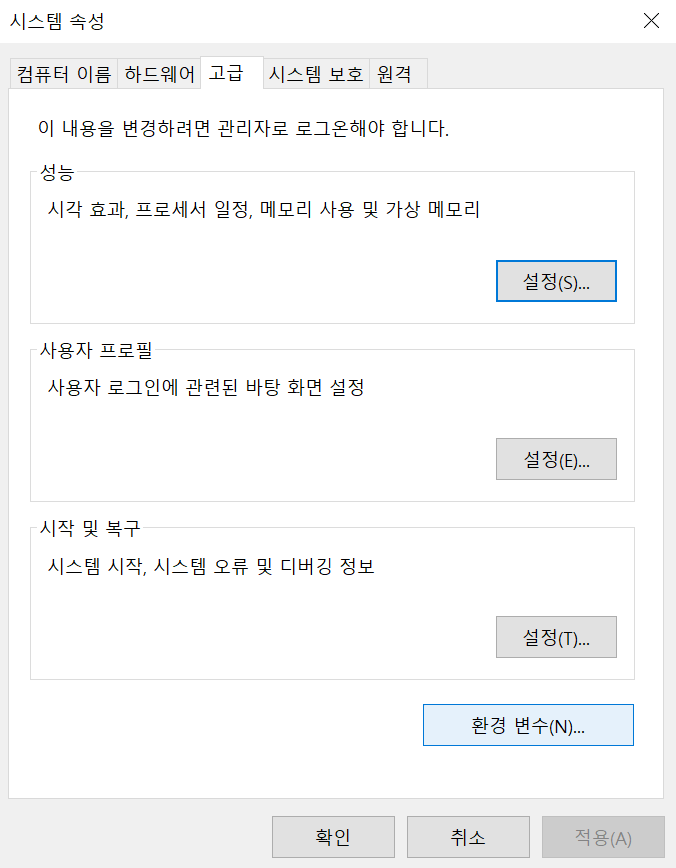 시스템 속성
컴퓨터 이름 하드웨어 고급 시스템 보호 원격
이 내용을 변경하려면 관리자로 로그온해야 합니다.
성능
시각 효과, 프로세서 일정, 메모리 사용 및 가상 메모리
설정(S)...
사용자 프로필
사용자 로그인에 관련된 바탕 화면 설정
설정(E)...
시작 및 복구
시스템 시작, 시스템 오류 및 디버깅 정보
설정(T)...
환경 변수(N)...
확인 취소 적용(A)